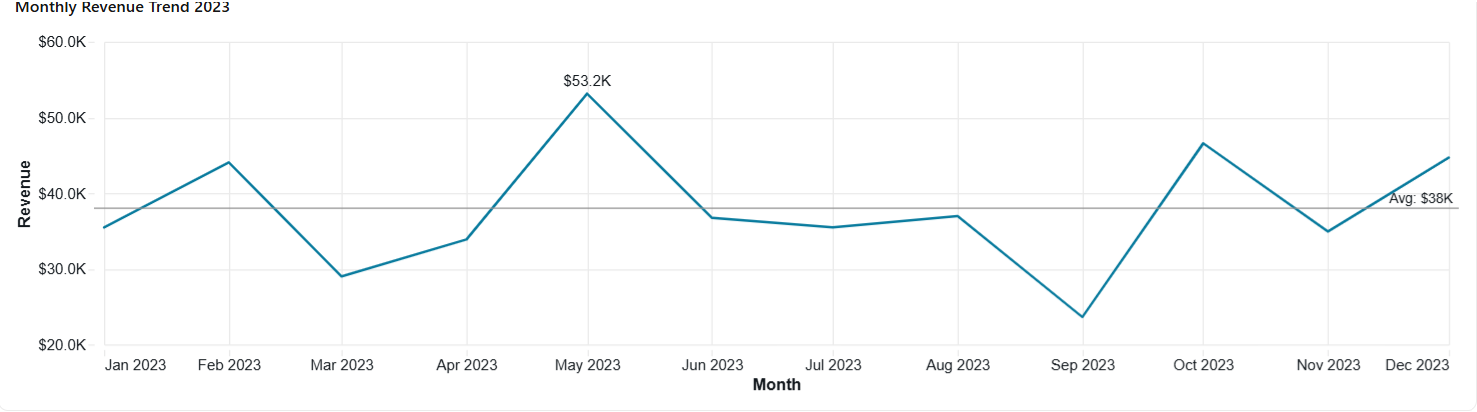 Monthly Revenue Trend 2023
$60.0K
$53.2K
$50.0K
$40.0K
Avg: $38K
Revenue
$30.0K
$20.0K
Jan 2023 Feb 2023 Mar 2023 Apr 2023 May 2023 Jun 2023 Jul 2023 Aug 2023 Sep 2023 Oct 2023 Nov 2023 Dec 2023
Month